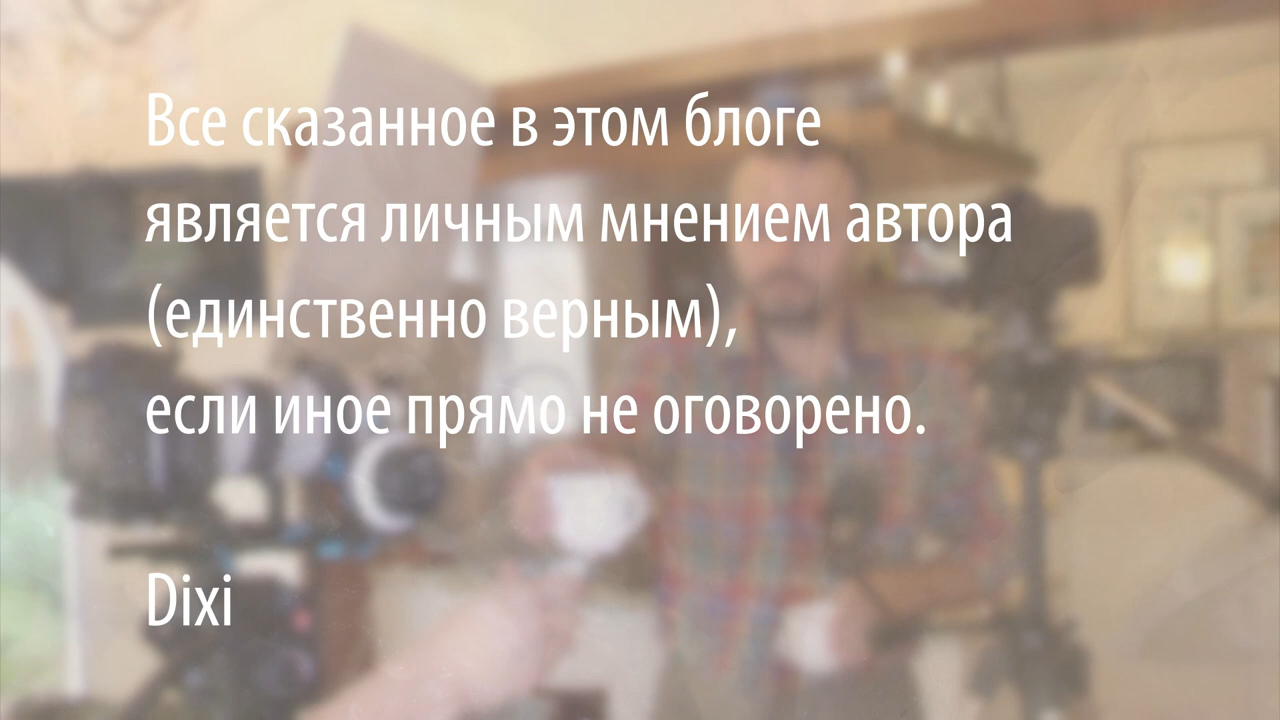 Все сказанное в этом блоге
является личным мнением автора
(единственно верным),
если иное прямо не оговорено.
Dixi